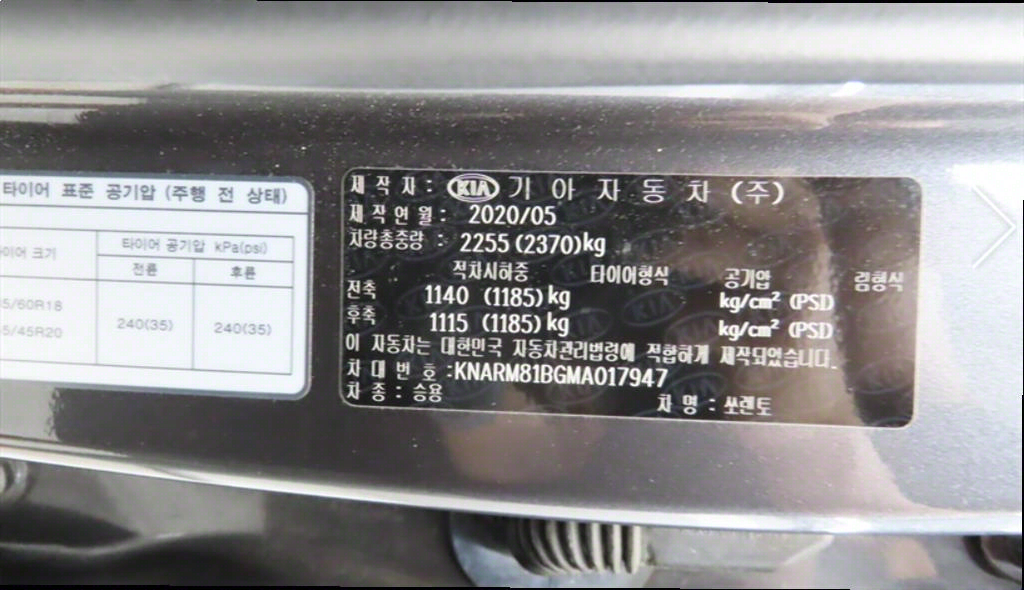 타이어 표준 공기압 (주행 전 상태)
크기
타이어 공기압 kPa(psi)
전륜 후륜
5/60R18
5/45R20
240(35) 240(35)
제 작 자 : KIA 기 아 자 동 차 (주)
제 작 연 월 : 2020/05
차량총중량 : 2255 (2370)kg
적차시하중 타이어형식 공기압 림형식
전축 1140 (1185) kg kg/cm² (PSI)
후축 1115 (1185) kg kg/cm² (PSI)
이 자동차는 대한민국 자동차관리법령에 적합하게 제작되었습니다.
차 대 번 호 :KNARM81BGMA017947
차 종 : 승용 차 명 : 쏘렌토